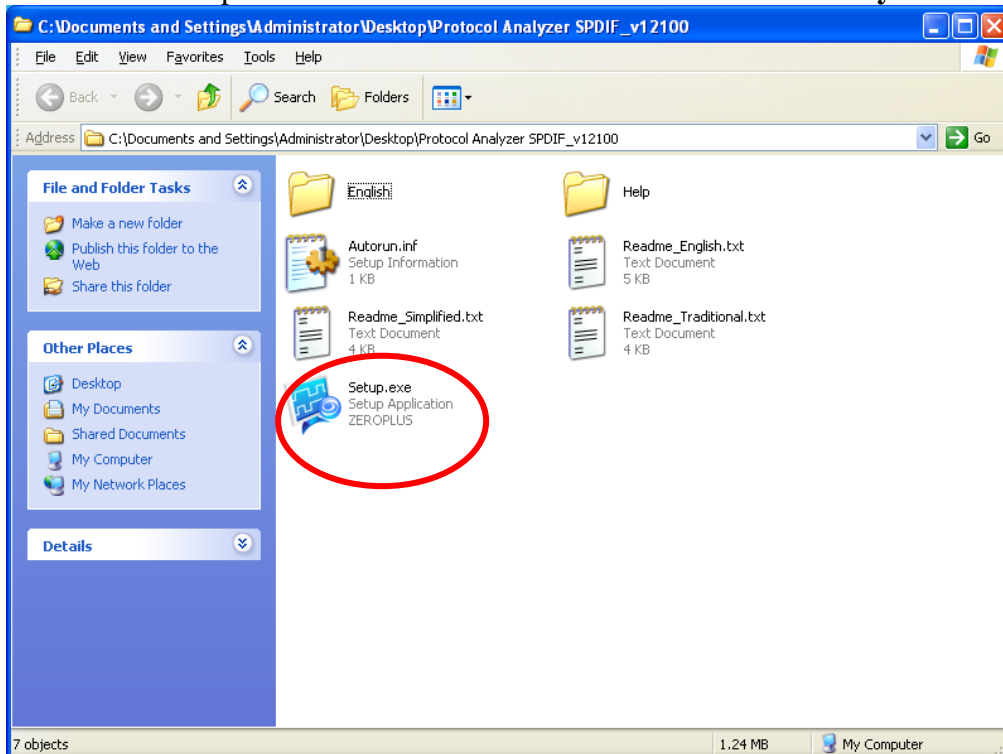 C:\Documents and Settings\Administrator\Desktop\Protocol Analyzer SPDIF_v12100
File Edit View Favorites Tools Help
Back Search Folders
Address C:\Documents and Settings\Administrator\Desktop\Protocol Analyzer SPDIF_v12100 Go
File and Folder Tasks
Make a new folder
Publish this folder to the
Web
Share this folder
Other Places
Desktop
My Documents
Shared Documents
My Computer
My Network Places
Details
English
Help
Autorun.inf
Setup Information
1 KB
Readme_English.txt
Text Document
5 KB
Readme_Simplified.txt
Text Document
4 KB
Readme_Traditional.txt
Text Document
4 KB
Setup.exe
Setup Application
ZEROPLUS
7 objects 1.24 MB My Computer